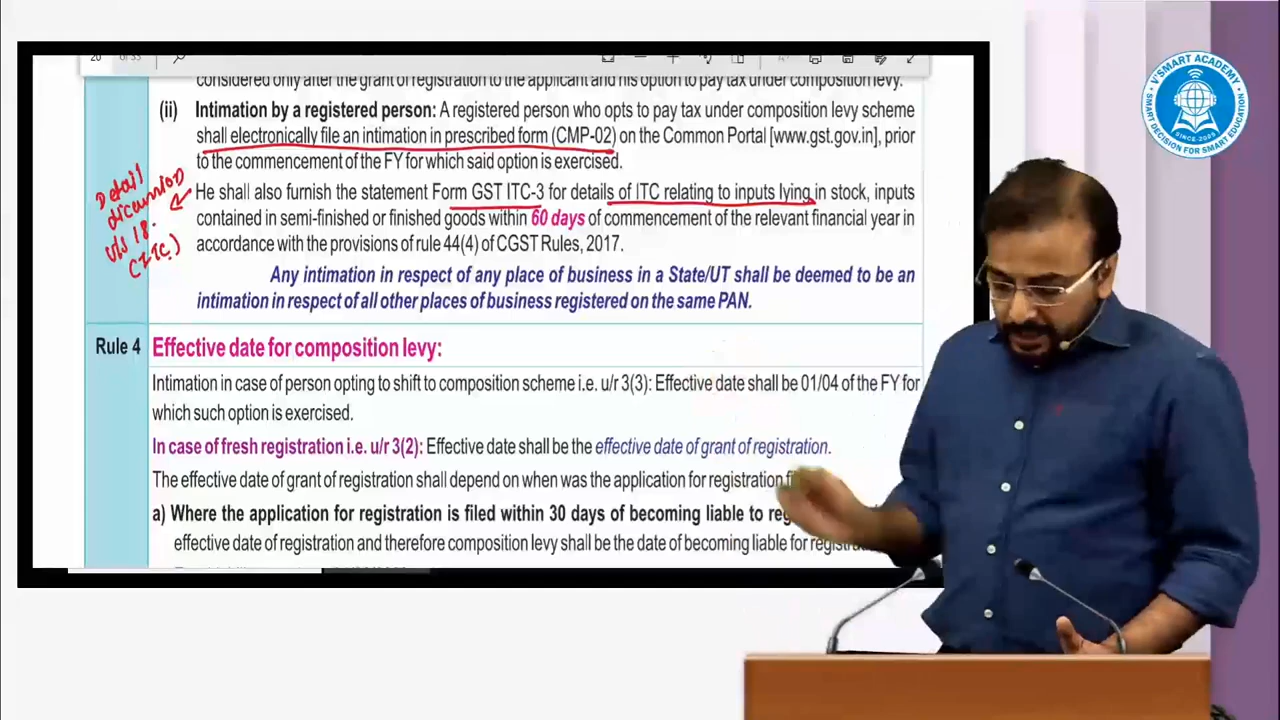 20 of 33
considered only after the grant of registration to the applicant and his option to pay tax under composition levy.
(ii) Intimation by a registered person: A registered person who opts to pay tax under composition levy scheme
shall electronically file an intimation in prescribed form (CMP-02) on the Common Portal [www.gst.gov.in], prior
to the commencement of the FY for which said option is exercised.
Detail
discussion
u/s 18.
(ITC)
He shall also furnish the statement Form GST ITC-3 for details of ITC relating to inputs lying in stock, inputs
contained in semi-finished or finished goods within 60 days of commencement of the relevant financial year in
accordance with the provisions of rule 44(4) of CGST Rules, 2017.
Any intimation in respect of any place of business in a State/UT shall be deemed to be an
intimation in respect of all other places of business registered on the same PAN.
Rule 4 Effective date for composition levy:
Intimation in case of person opting to shift to composition scheme i.e. u/r 3(3): Effective date shall be 01/04 of the FY for
which such option is exercised.
In case of fresh registration i.e. u/r 3(2): Effective date shall be the effective date of grant of registration.
The effective date of grant of registration shall depend on when was the application for registration
a) Where the application for registration is filed within 30 days of becoming liable to
effective date of registration and therefore composition levy shall be the date of becoming liable for
V'SMART ACADEMY
SINCE-2005
SMART DECISION FOR SMART EDUCATION